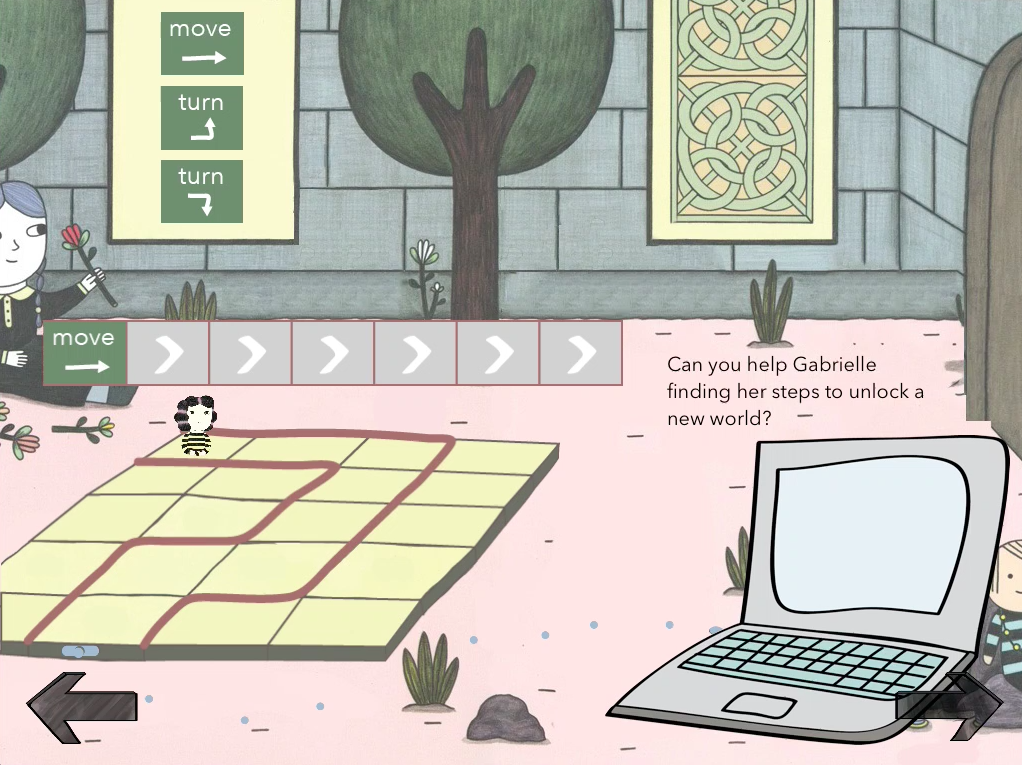 move
turn
turn
move
Can you help Gabrielle
finding her steps to unlock a
new world?